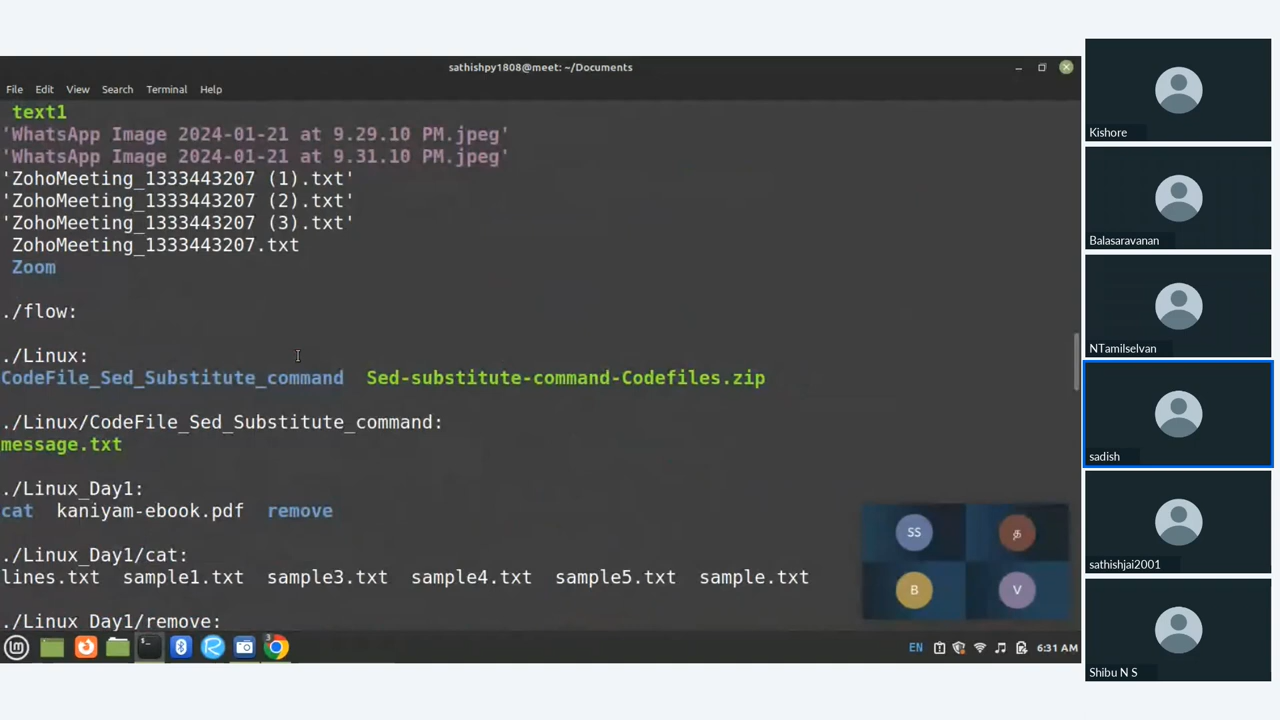 sathishpy1808@meet: ~/Documents
File Edit View Search Terminal Help
text1
'WhatsApp Image 2024-01-21 at 9.29.10 PM.jpeg'
'WhatsApp Image 2024-01-21 at 9.31.10 PM.jpeg'
'ZohoMeeting_1333443207 (1).txt'
'ZohoMeeting_1333443207 (2).txt'
'ZohoMeeting_1333443207 (3).txt'
ZohoMeeting_1333443207.txt
Zoom
./flow:
./Linux:
CodeFile_Sed_Substitute_command Sed-substitute-command-Codefiles.zip
./Linux/CodeFile_Sed_Substitute_command:
message.txt
./Linux_Day1:
cat kaniyam-ebook.pdf remove
./Linux_Day1/cat:
lines.txt sample1.txt sample3.txt sample4.txt sample5.txt sample.txt
./Linux_Day1/remove:
SS த
B V
3
EN 6:31 AM
Kishore
Balasaravanan
NTamilselvan
sadish
sathishjai2001
Shibu N S